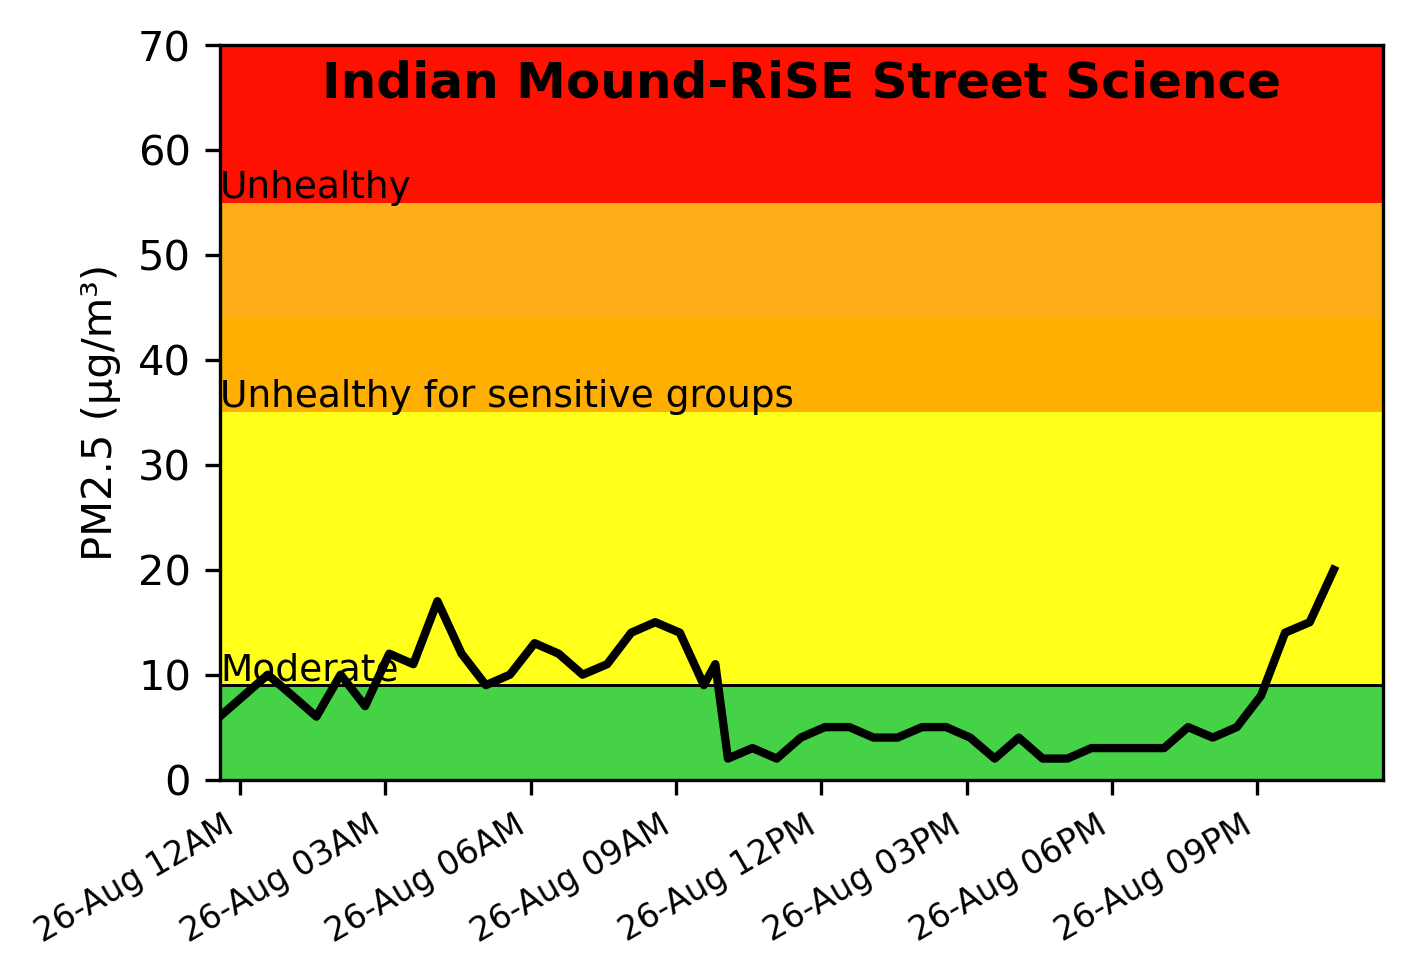 Indian Mound-RiSE Street Science
70
60
Unhealthy
50
40
Unhealthy for sensitive groups
30
20
Moderate
10
0
PM2.5 (µg/m³)
26-Aug 12AM
26-Aug 03AM
26-Aug 06AM
26-Aug 09AM
26-Aug 12PM
26-Aug 03PM
26-Aug 06PM
26-Aug 09PM